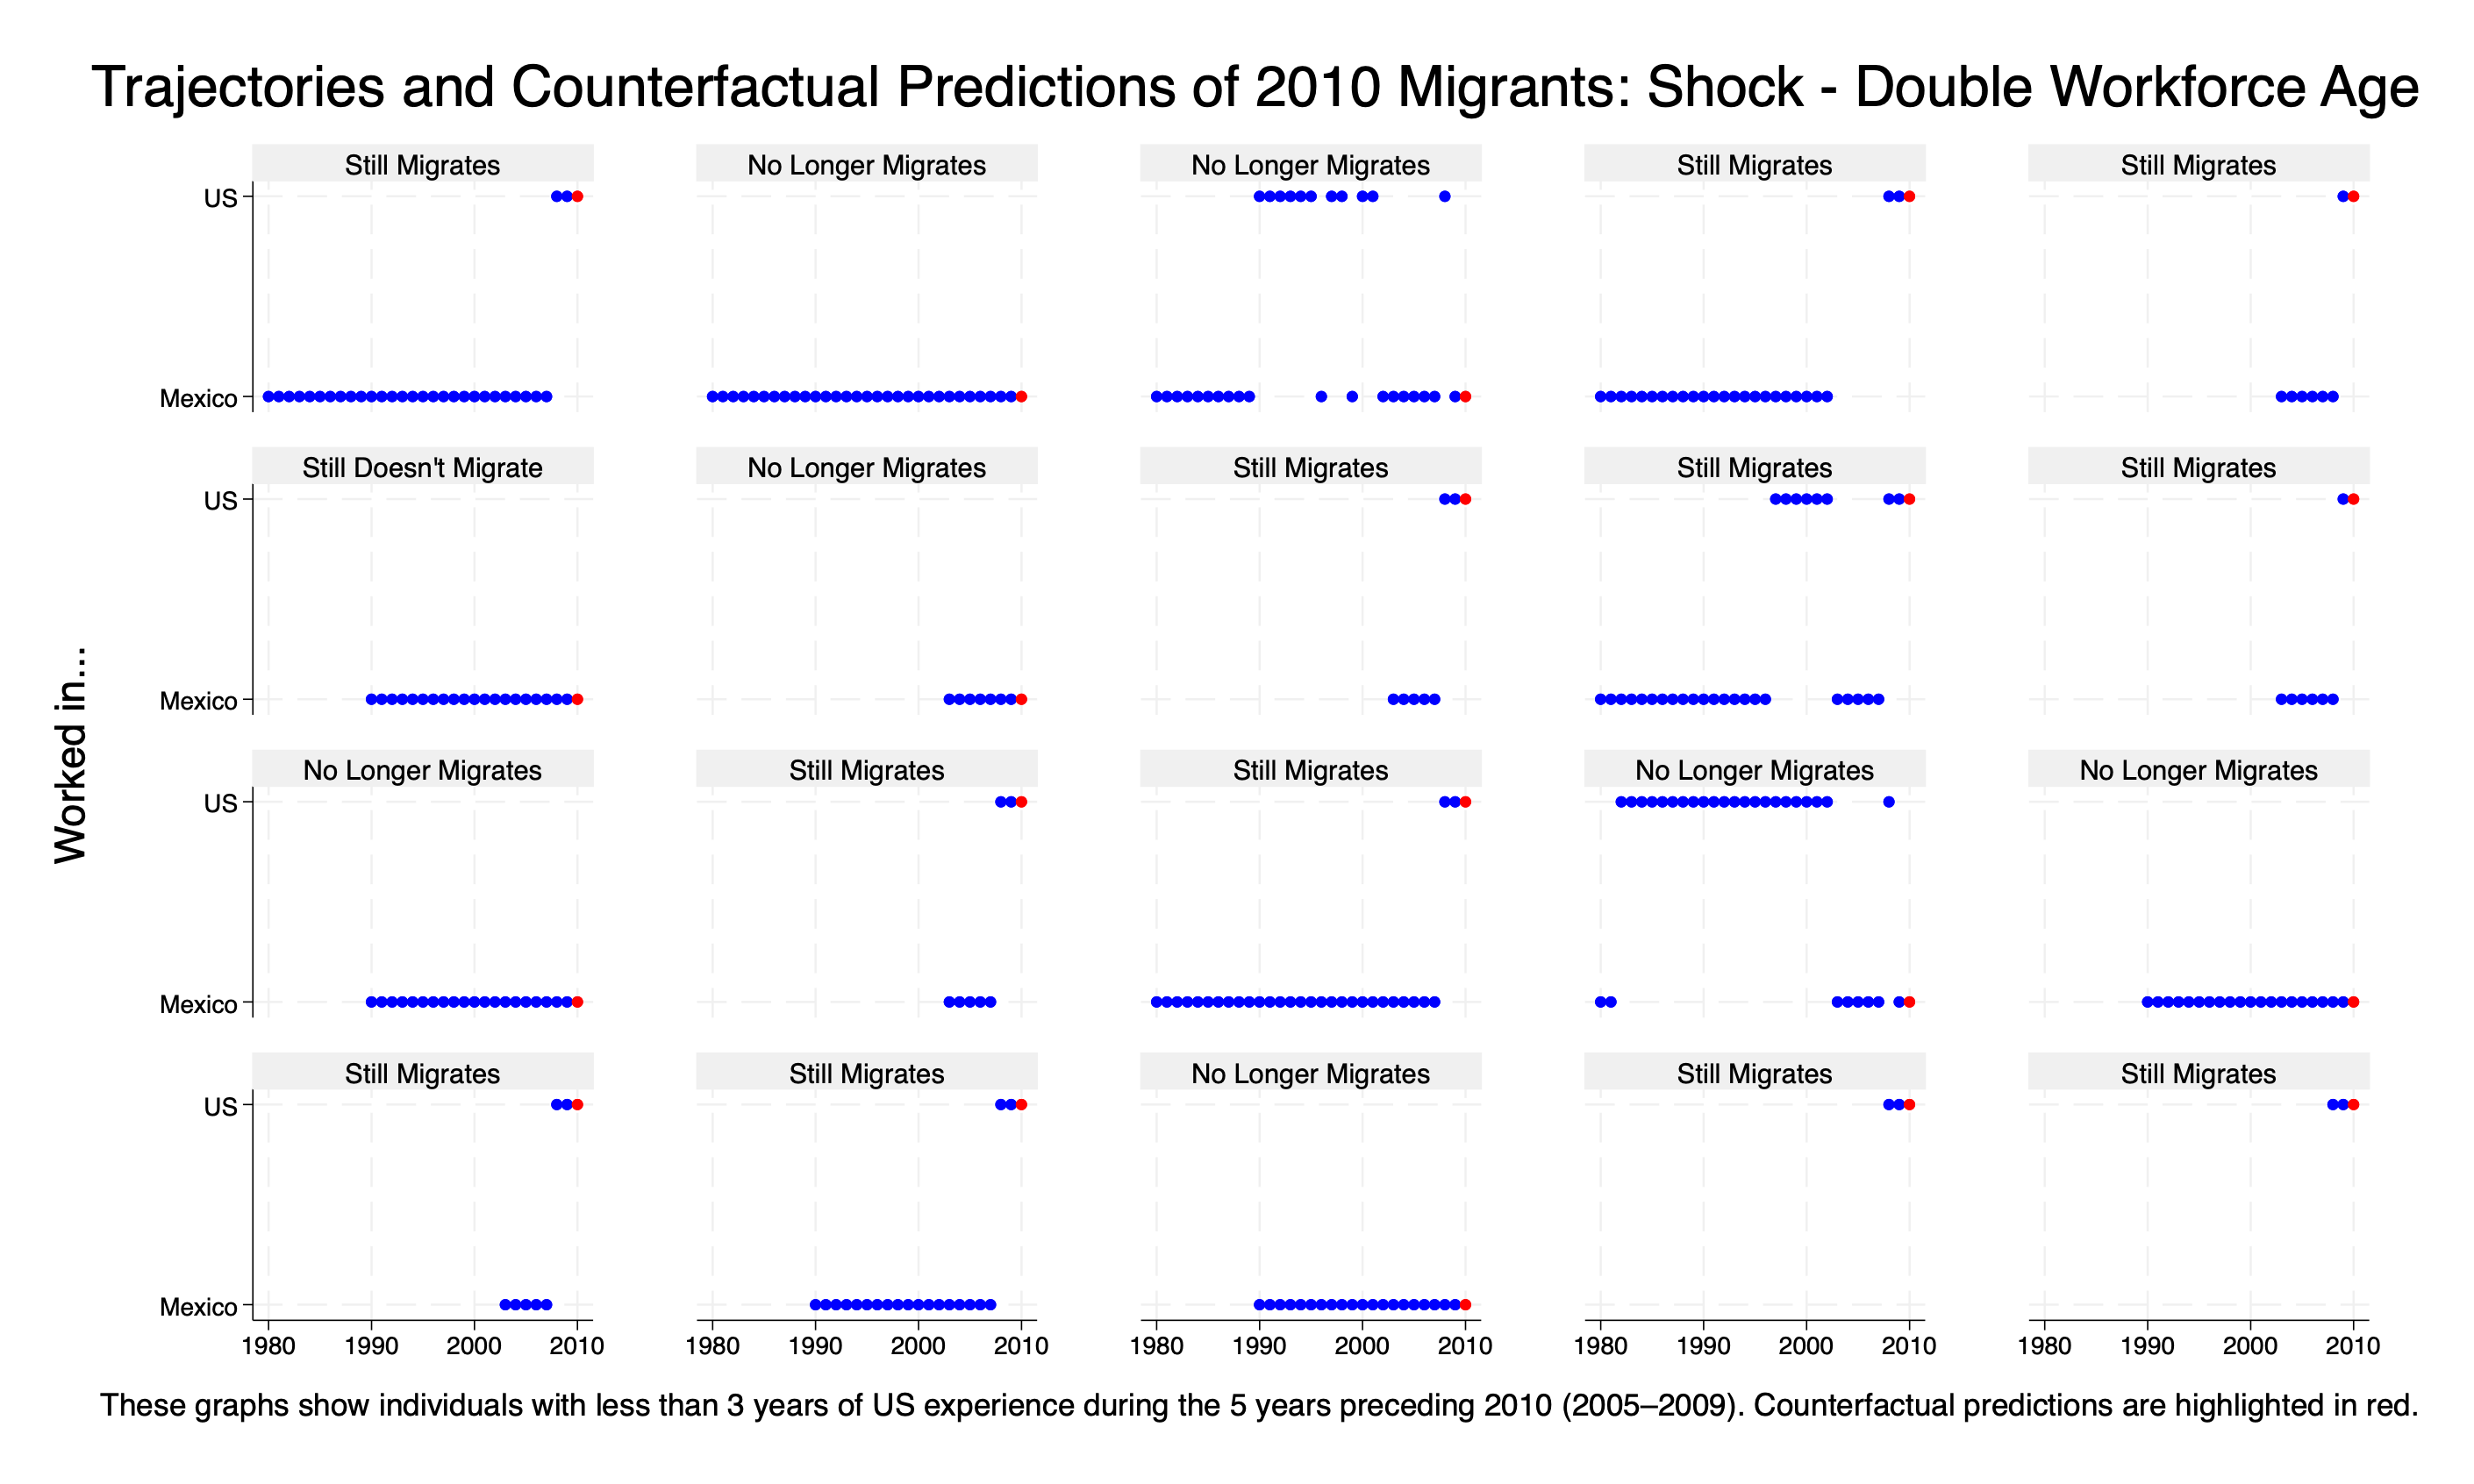 Trajectories and Counterfactual Predictions of 2010 Migrants: Shock - Double Workforce Age
Still Migrates
No Longer Migrates
No Longer Migrates
Still Migrates
Still Migrates
US
Mexico
Still Doesn't Migrate
No Longer Migrates
Still Migrates
Still Migrates
Still Migrates
US
Mexico
Worked in...
No Longer Migrates
Still Migrates
Still Migrates
No Longer Migrates
No Longer Migrates
US
Mexico
Still Migrates
Still Migrates
No Longer Migrates
Still Migrates
Still Migrates
US
Mexico
1980 1990 2000 2010 1980 1990 2000 2010 1980 1990 2000 2010 1980 1990 2000 2010 1980 1990 2000 2010
These graphs show individuals with less than 3 years of US experience during the 5 years preceding 2010 (2005–2009). Counterfactual predictions are highlighted in red.